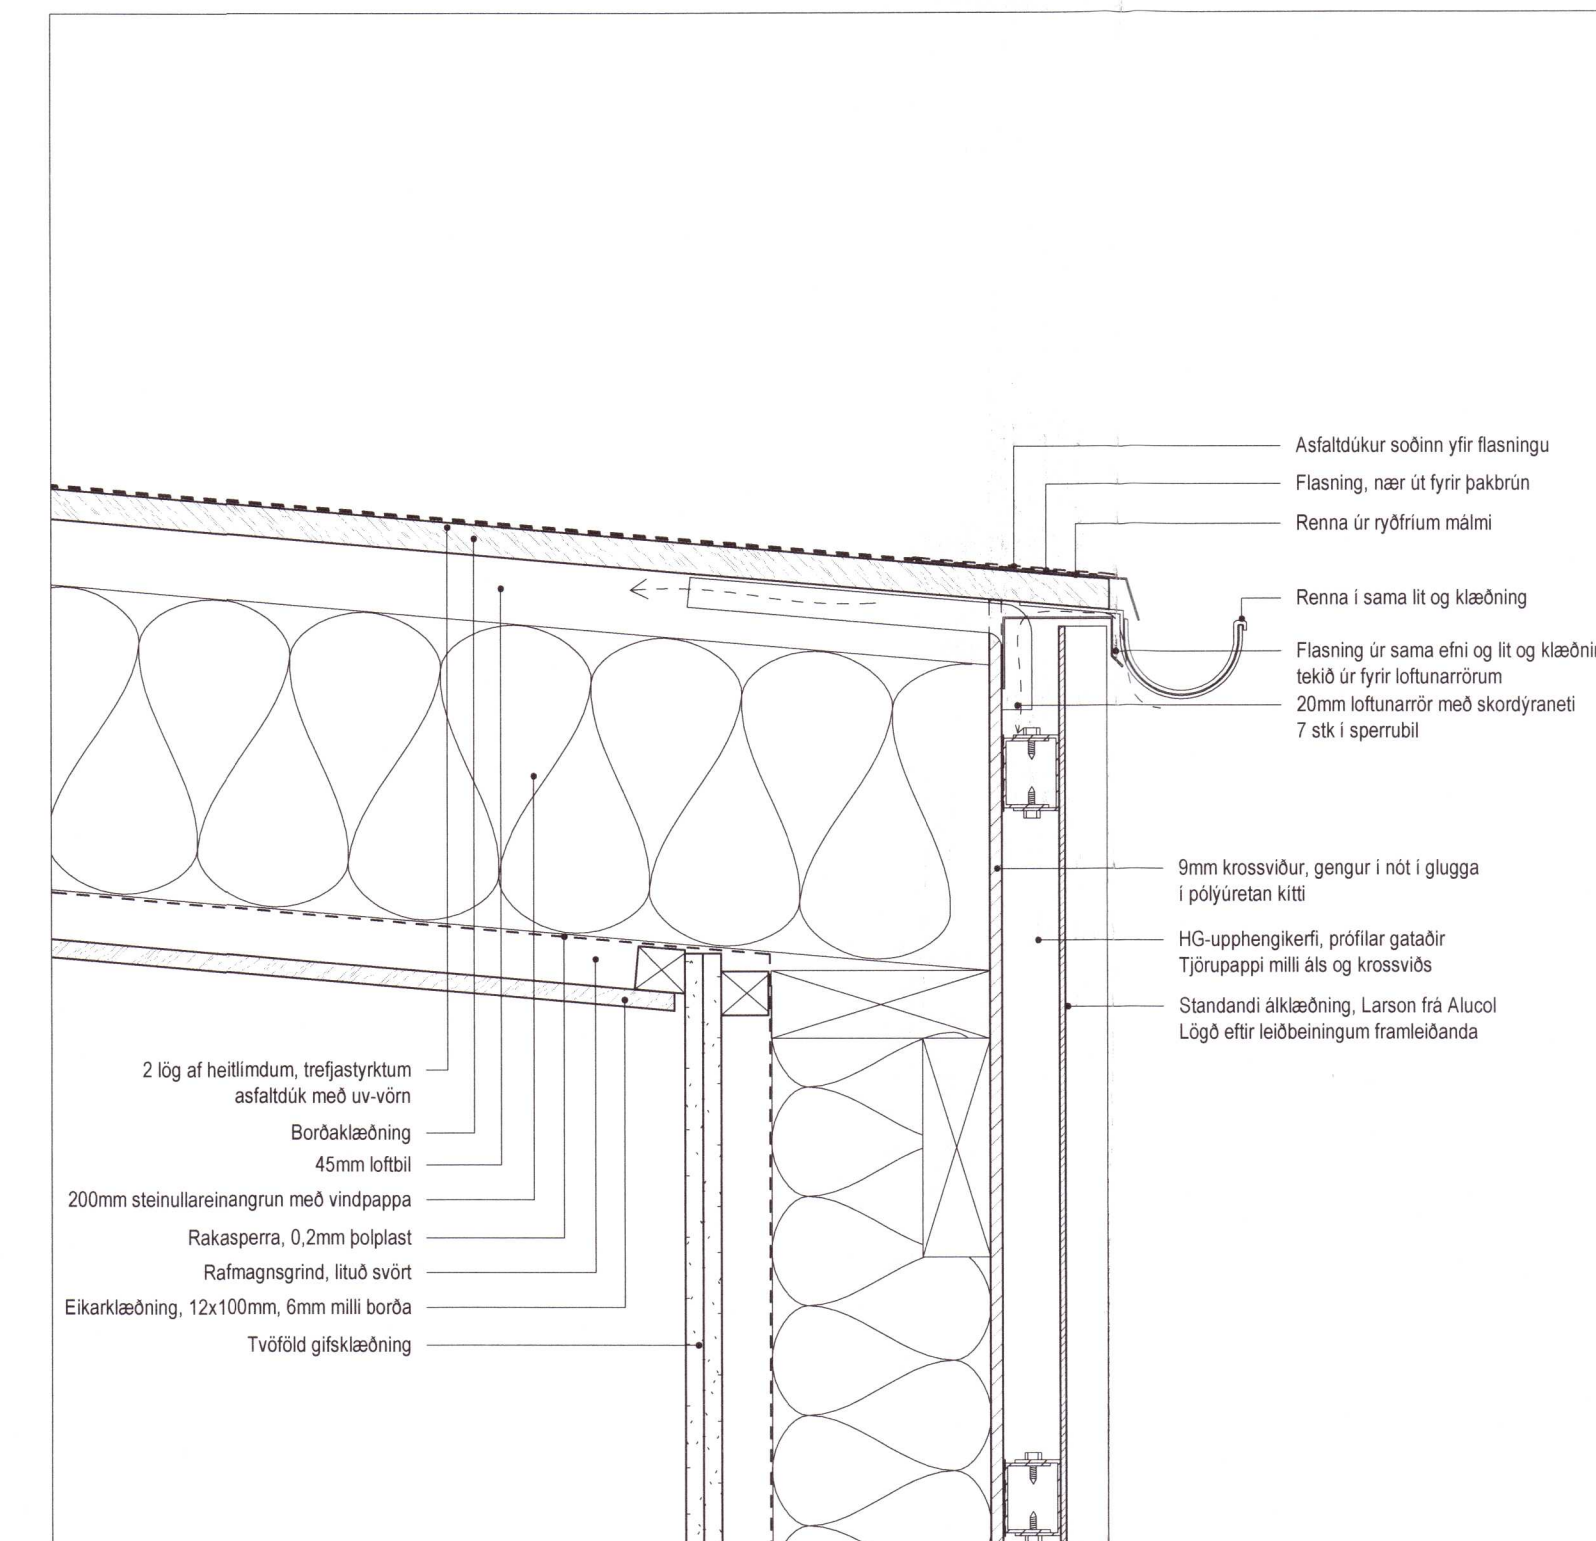 Asfaltdúkur soðinn yfir flasningu
Flasning, nær út fyrir þakbrún
Renna úr ryðfríum málmi
Renna í sama lit og klæðning
Flasning úr sama efni og lit og
tekið úr fyrir loftunarrörum
20mm loftunarrör með skordýraneti
7 stk í sperrubil
9mm krossviður, gengur í nót í glugga
í pólýúretan kítti
HG-upphengikerfi, prófílar gataðir
Tjörupappi milli áls og krossviðs
Standandi álklæðning, Larson frá Alucol
Lögð eftir leiðbeiningum framleiðanda
2 lög af heitlímdum, trefjastyrktum
asfaltdúk með uv-vörn
Borðaklæðning
45mm loftbil
200mm steinullareinangrun með vindpappa
Rakasperra, 0,2mm þolplast
Rafmagnsgrind, lituð svört
Eikarklæðning, 12x100mm, 6mm milli borða
Tvöföld gifsklæðning